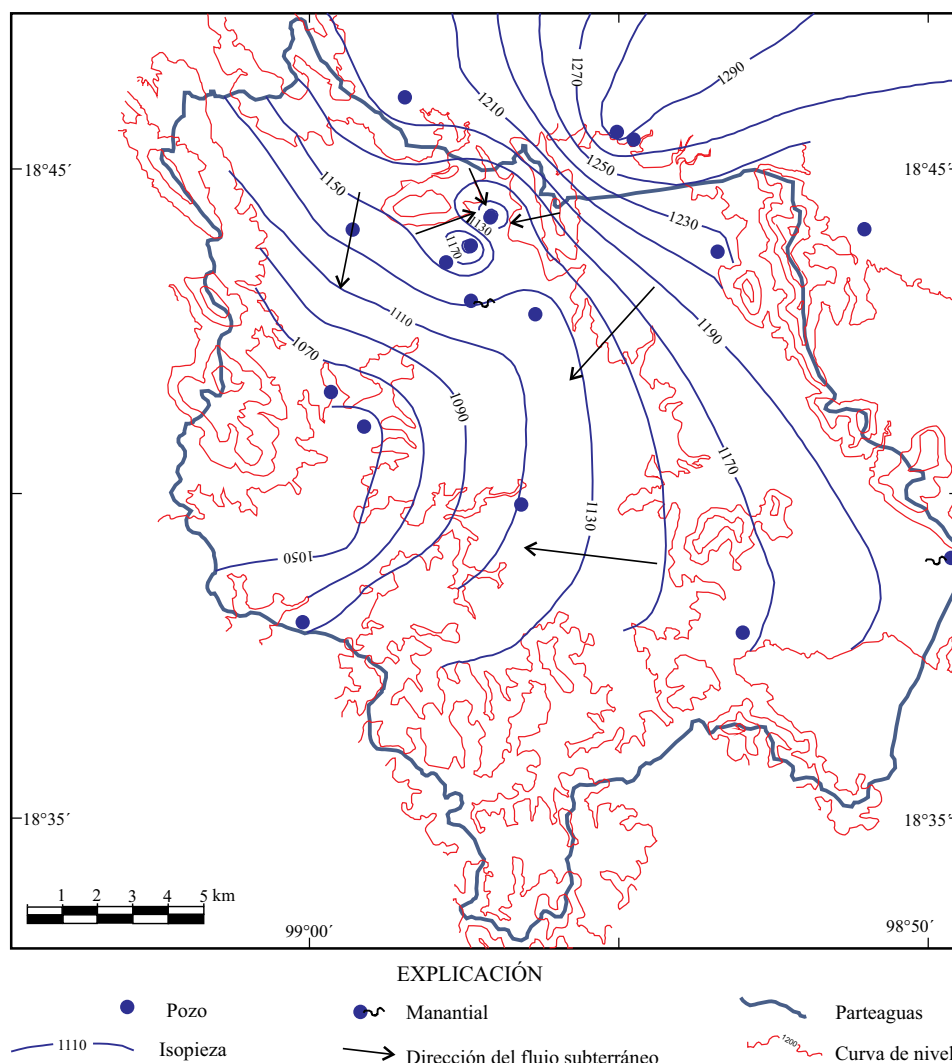 1290
1270
1210
1250
18°45´
18°45´
1150
1130
1170
1230
1190
1110
1070
1090
1170
1130
1050
18°35´
18°35´
1 2 3 4 5 km
99°00´
98°50´
EXPLICACIÓN
Pozo
Manantial
Parteaguas
1110
Isopieza
Dirección del flujo subterráneo
1200
Curva de nivel